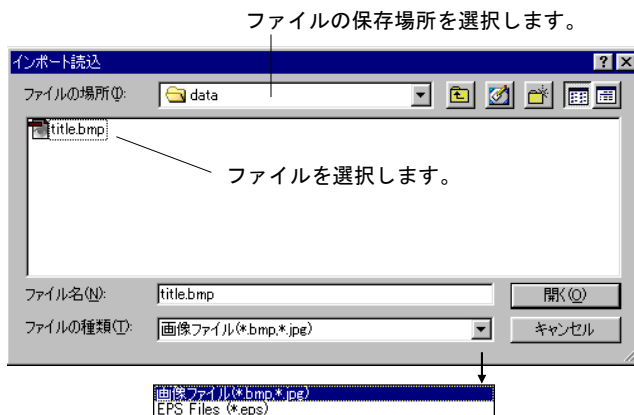 ファイルの保存場所を選択します。
インポート読込
ファイルの場所(I):
data
title.bmp
ファイルを選択します。
ファイル名(N):
title.bmp
開く(O)
ファイルの種類(T):
画像ファイル(*.bmp,*.jpg)
キャンセル
画像ファイル(*.bmp,*.jpg)
EPS Files (*.eps)